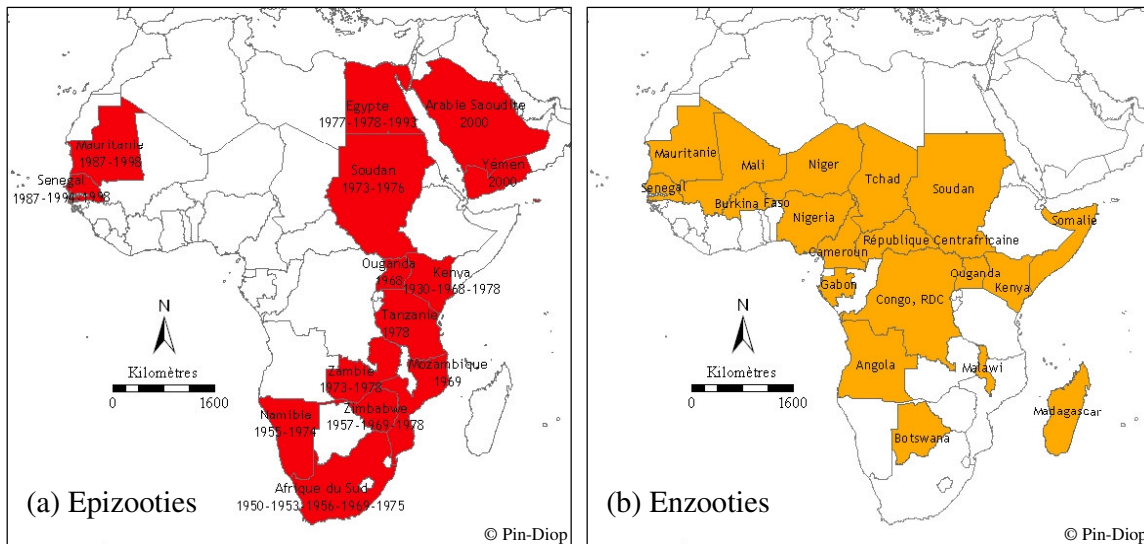 Egypte
1977-1978-1993
Arabie Saoudite
2000
Mauritanie
1987-1998
Soudan
1973-1976
Yemen
2000
Senegal
Ouganda
1968
Kenya
1930-1968-1978
N
Tanzanie
1978
Kilomètres
0 1600
Zambie
1973-1978
Mozambique
1969
Namibie
1955-1974
Zimbabwe
1957-1969-1978
Afrique du Sud
1950-1953-1956-1969-1975
(a) Epizooties
© Pin-Diop
Mauritanie
Mali
Niger
Tchad
Soudan
Senegal
Burkina Faso
Nigeria
Somalie
Cameroun
République Centrafricaine
Ouganda
Kenya
Gabon
Congo, RDC
N
Kilomètres
0 1600
Angola
Malawi
Madagascar
Botswana
(b) Enzooties
© Pin-Diop